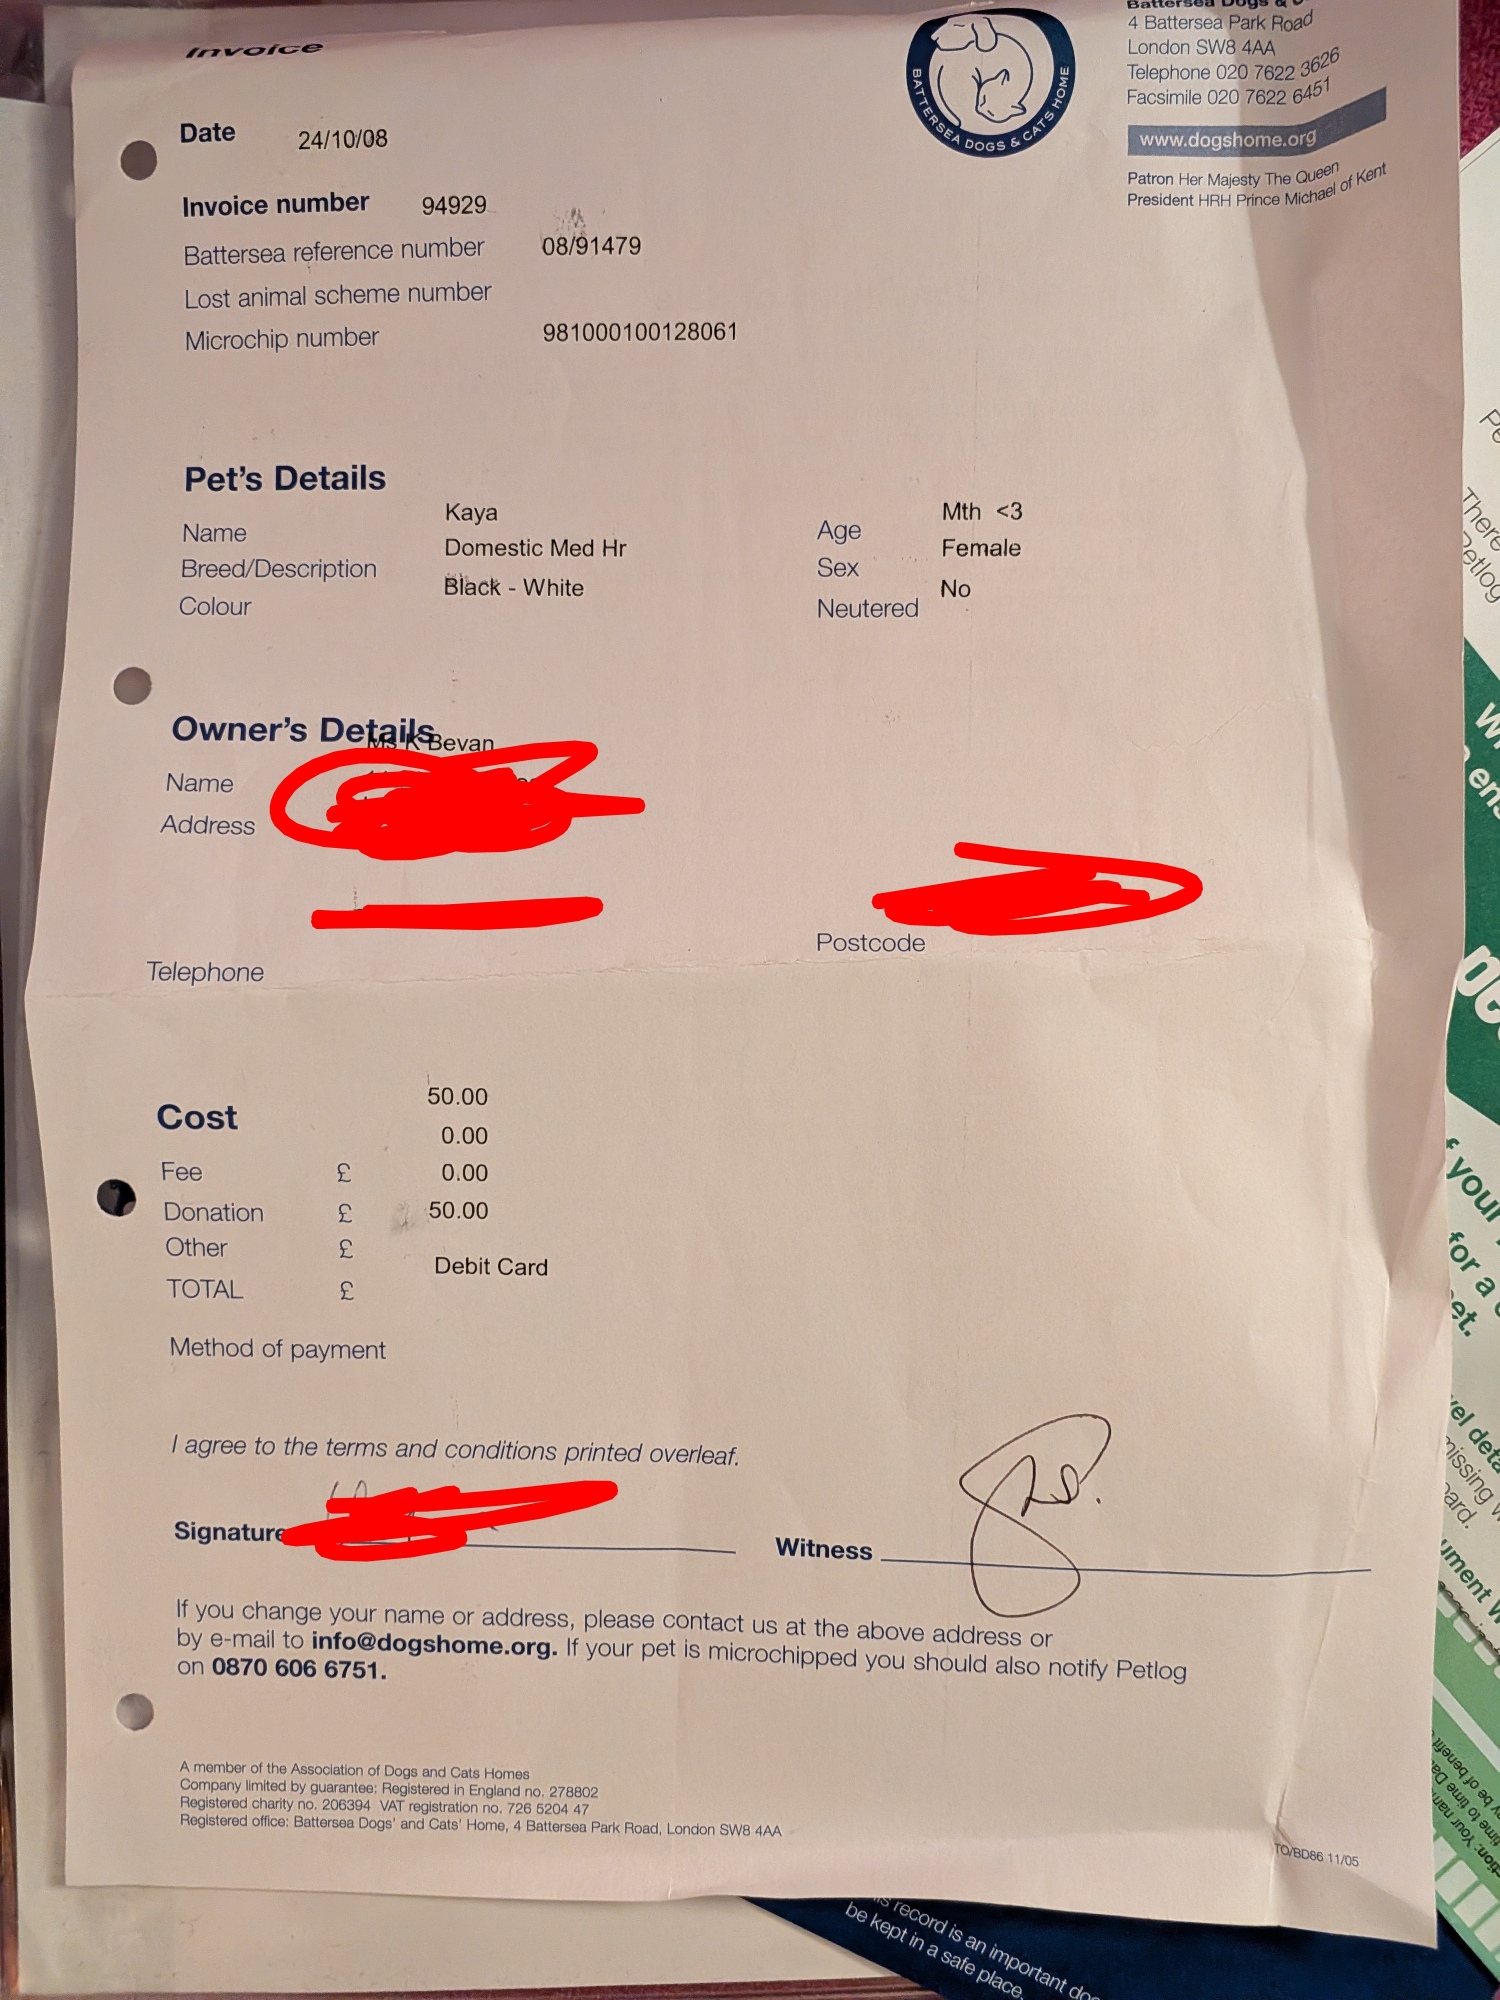 Invoice
Battersea Dogs &
4 Battersea Park Road
London SW8 4AA
Telephone 020 7622 3626
Facsimile 020 7622 6451
www.dogshome.org
Patron Her Majesty The Queen
President HRH Prince Michael of Kent
BATTERSEA DOGS & CATS HOME
Date 24/10/08
Invoice number 94929
Battersea reference number 08/91479
Lost animal scheme number
Microchip number 981000100128061
Pet's Details
Name Kaya
Breed/Description Domestic Med Hr
Colour Black - White
Age Mth <3
Sex Female
Neutered No
Owner's Details
Ms K Bevan
Name
Address
Postcode
Telephone
Cost
50.00
0.00
Fee £ 0.00
Donation £ 50.00
Other £
Debit Card
TOTAL £
Method of payment
I agree to the terms and conditions printed overleaf.
Signature
Witness
If you change your name or address, please contact us at the above address or
by e-mail to info@dogshome.org. If your pet is microchipped you should also notify Petlog
on 0870 606 6751.
A member of the Association of Dogs and Cats Homes
Company limited by guarantee: Registered in England no. 278802
Registered charity no. 206394 VAT registration no. 726 5204 47
Registered office: Battersea Dogs' and Cats' Home, 4 Battersea Park Road, London SW8 4AA
TO/BD86 11/05
There
Petlog
f your
for a
et.
missing
record is an important
be kept in a safe place.